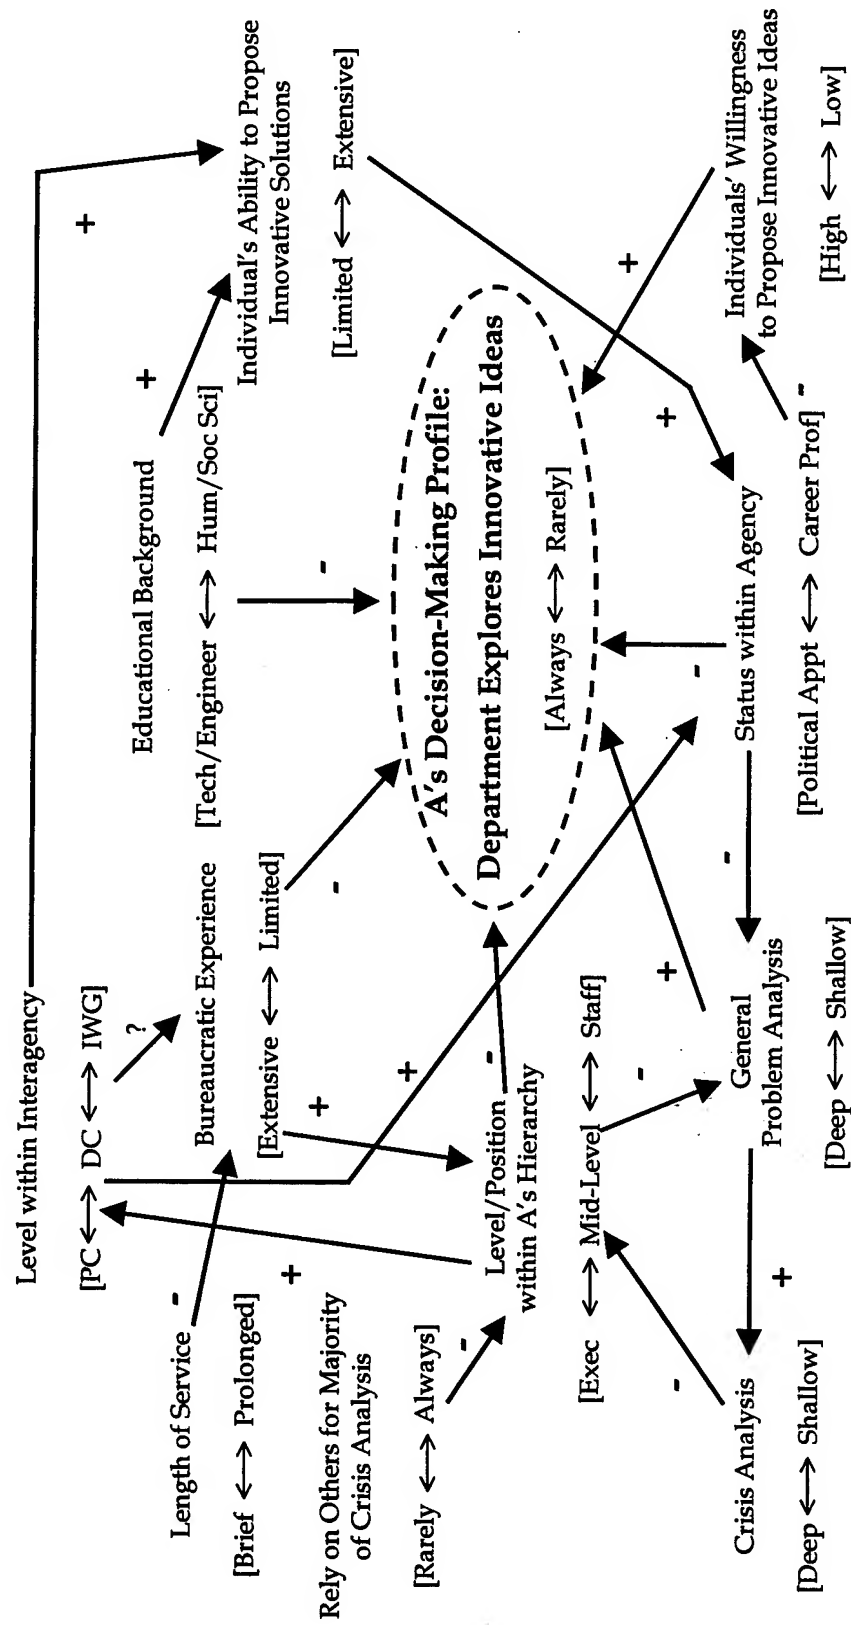 Level within Interagency
[PC ⟷ DC ⟷ IWG]
+
Length of Service
-
[Brief ⟷ Prolonged]
?
Bureaucratic Experience
[Extensive ⟷ Limited]
Educational Background
+
[Tech/Engineer ⟷ Hum/Soc Sci]
Individual's Ability to Propose
Innovative Solutions
[Limited ⟷ Extensive]
+
Rely on Others for Majority
of Crisis Analysis
[Rarely ⟷ Always]
-
+
+
-
-
Level/Position
within A's Hierarchy
-
[Exec ⟷ Mid-Level ⟷ Staff]
A's Decision-Making Profile:
Department Explores Innovative Ideas
[Always ⟷ Rarely]
+
-
-
+
-
+
Crisis Analysis
[Deep ⟷ Shallow]
+
General
Problem Analysis
[Deep ⟷ Shallow]
-
Status within Agency
[Political Appt ⟷ Career Prof]
-
Individuals' Willingness
to Propose Innovative Ideas
[High ⟷ Low]